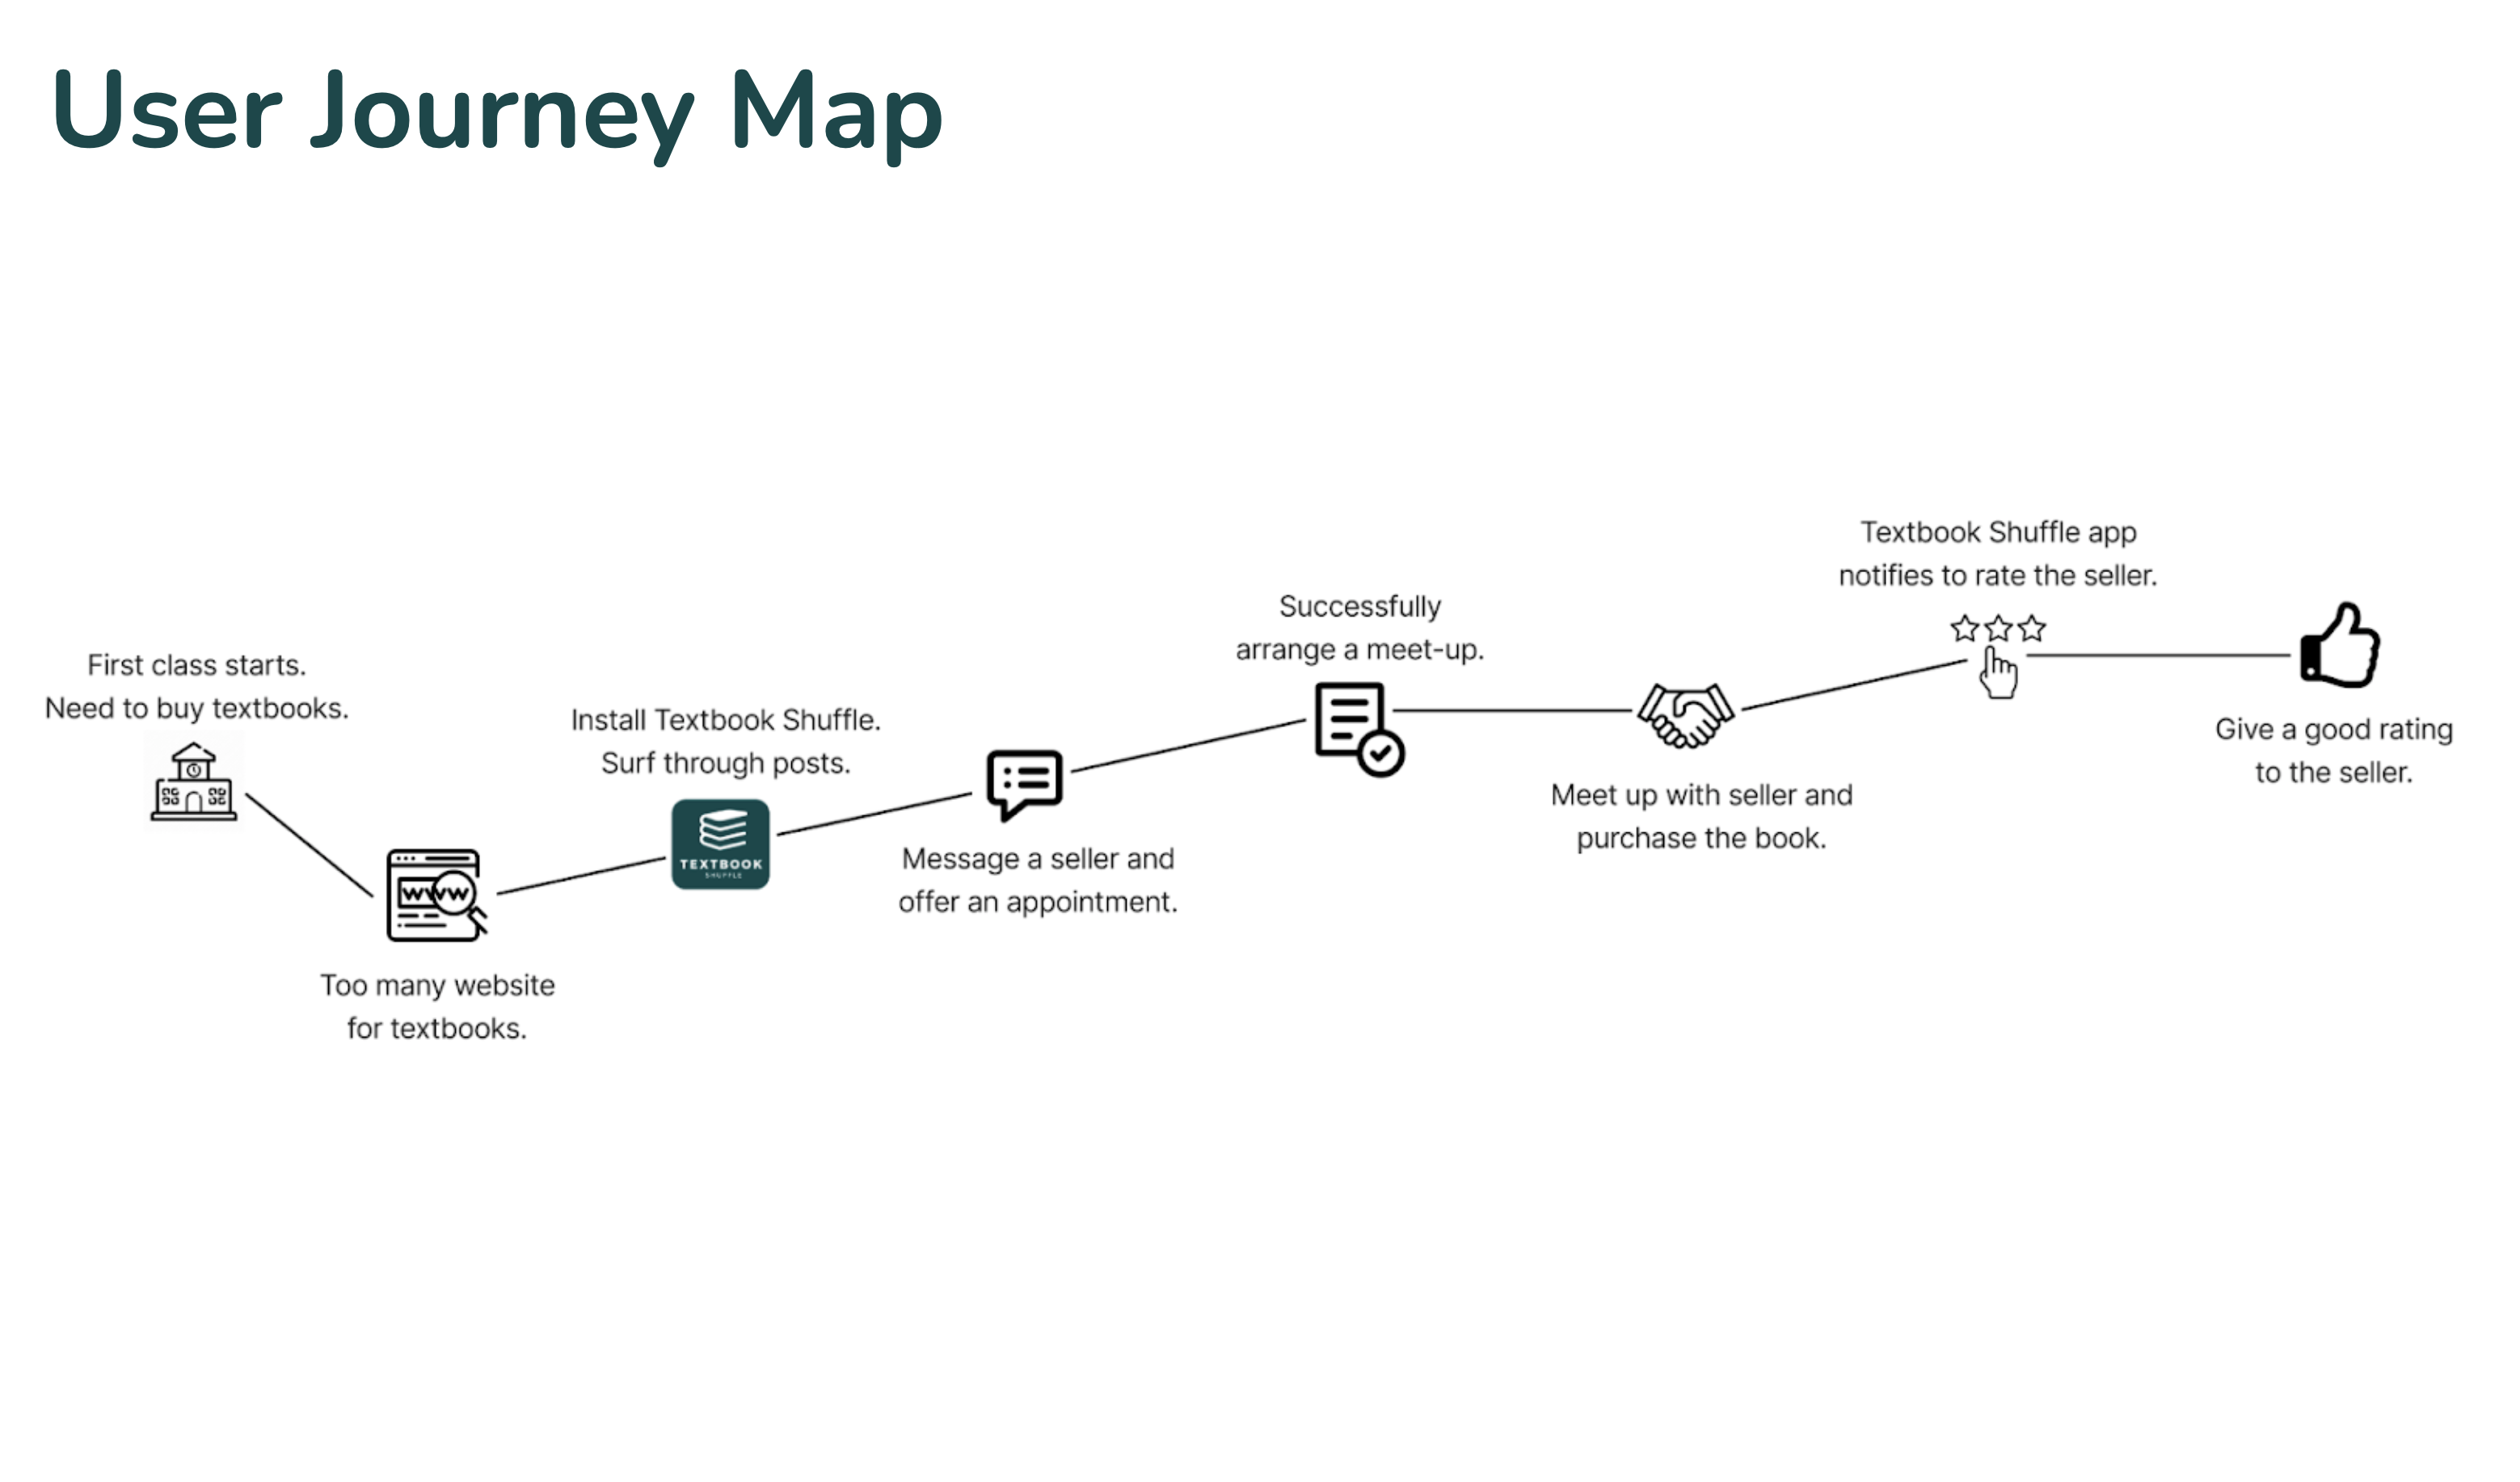 User Journey Map
First class starts.
Need to buy textbooks.
Too many website
for textbooks.
Install Textbook Shuffle.
Surf through posts.
TEXTBOOK
SHUFFLE
Message a seller and
offer an appointment.
Successfully
arrange a meet-up.
Meet up with seller and
purchase the book.
Textbook Shuffle app
notifies to rate the seller.
Give a good rating
to the seller.
WWW